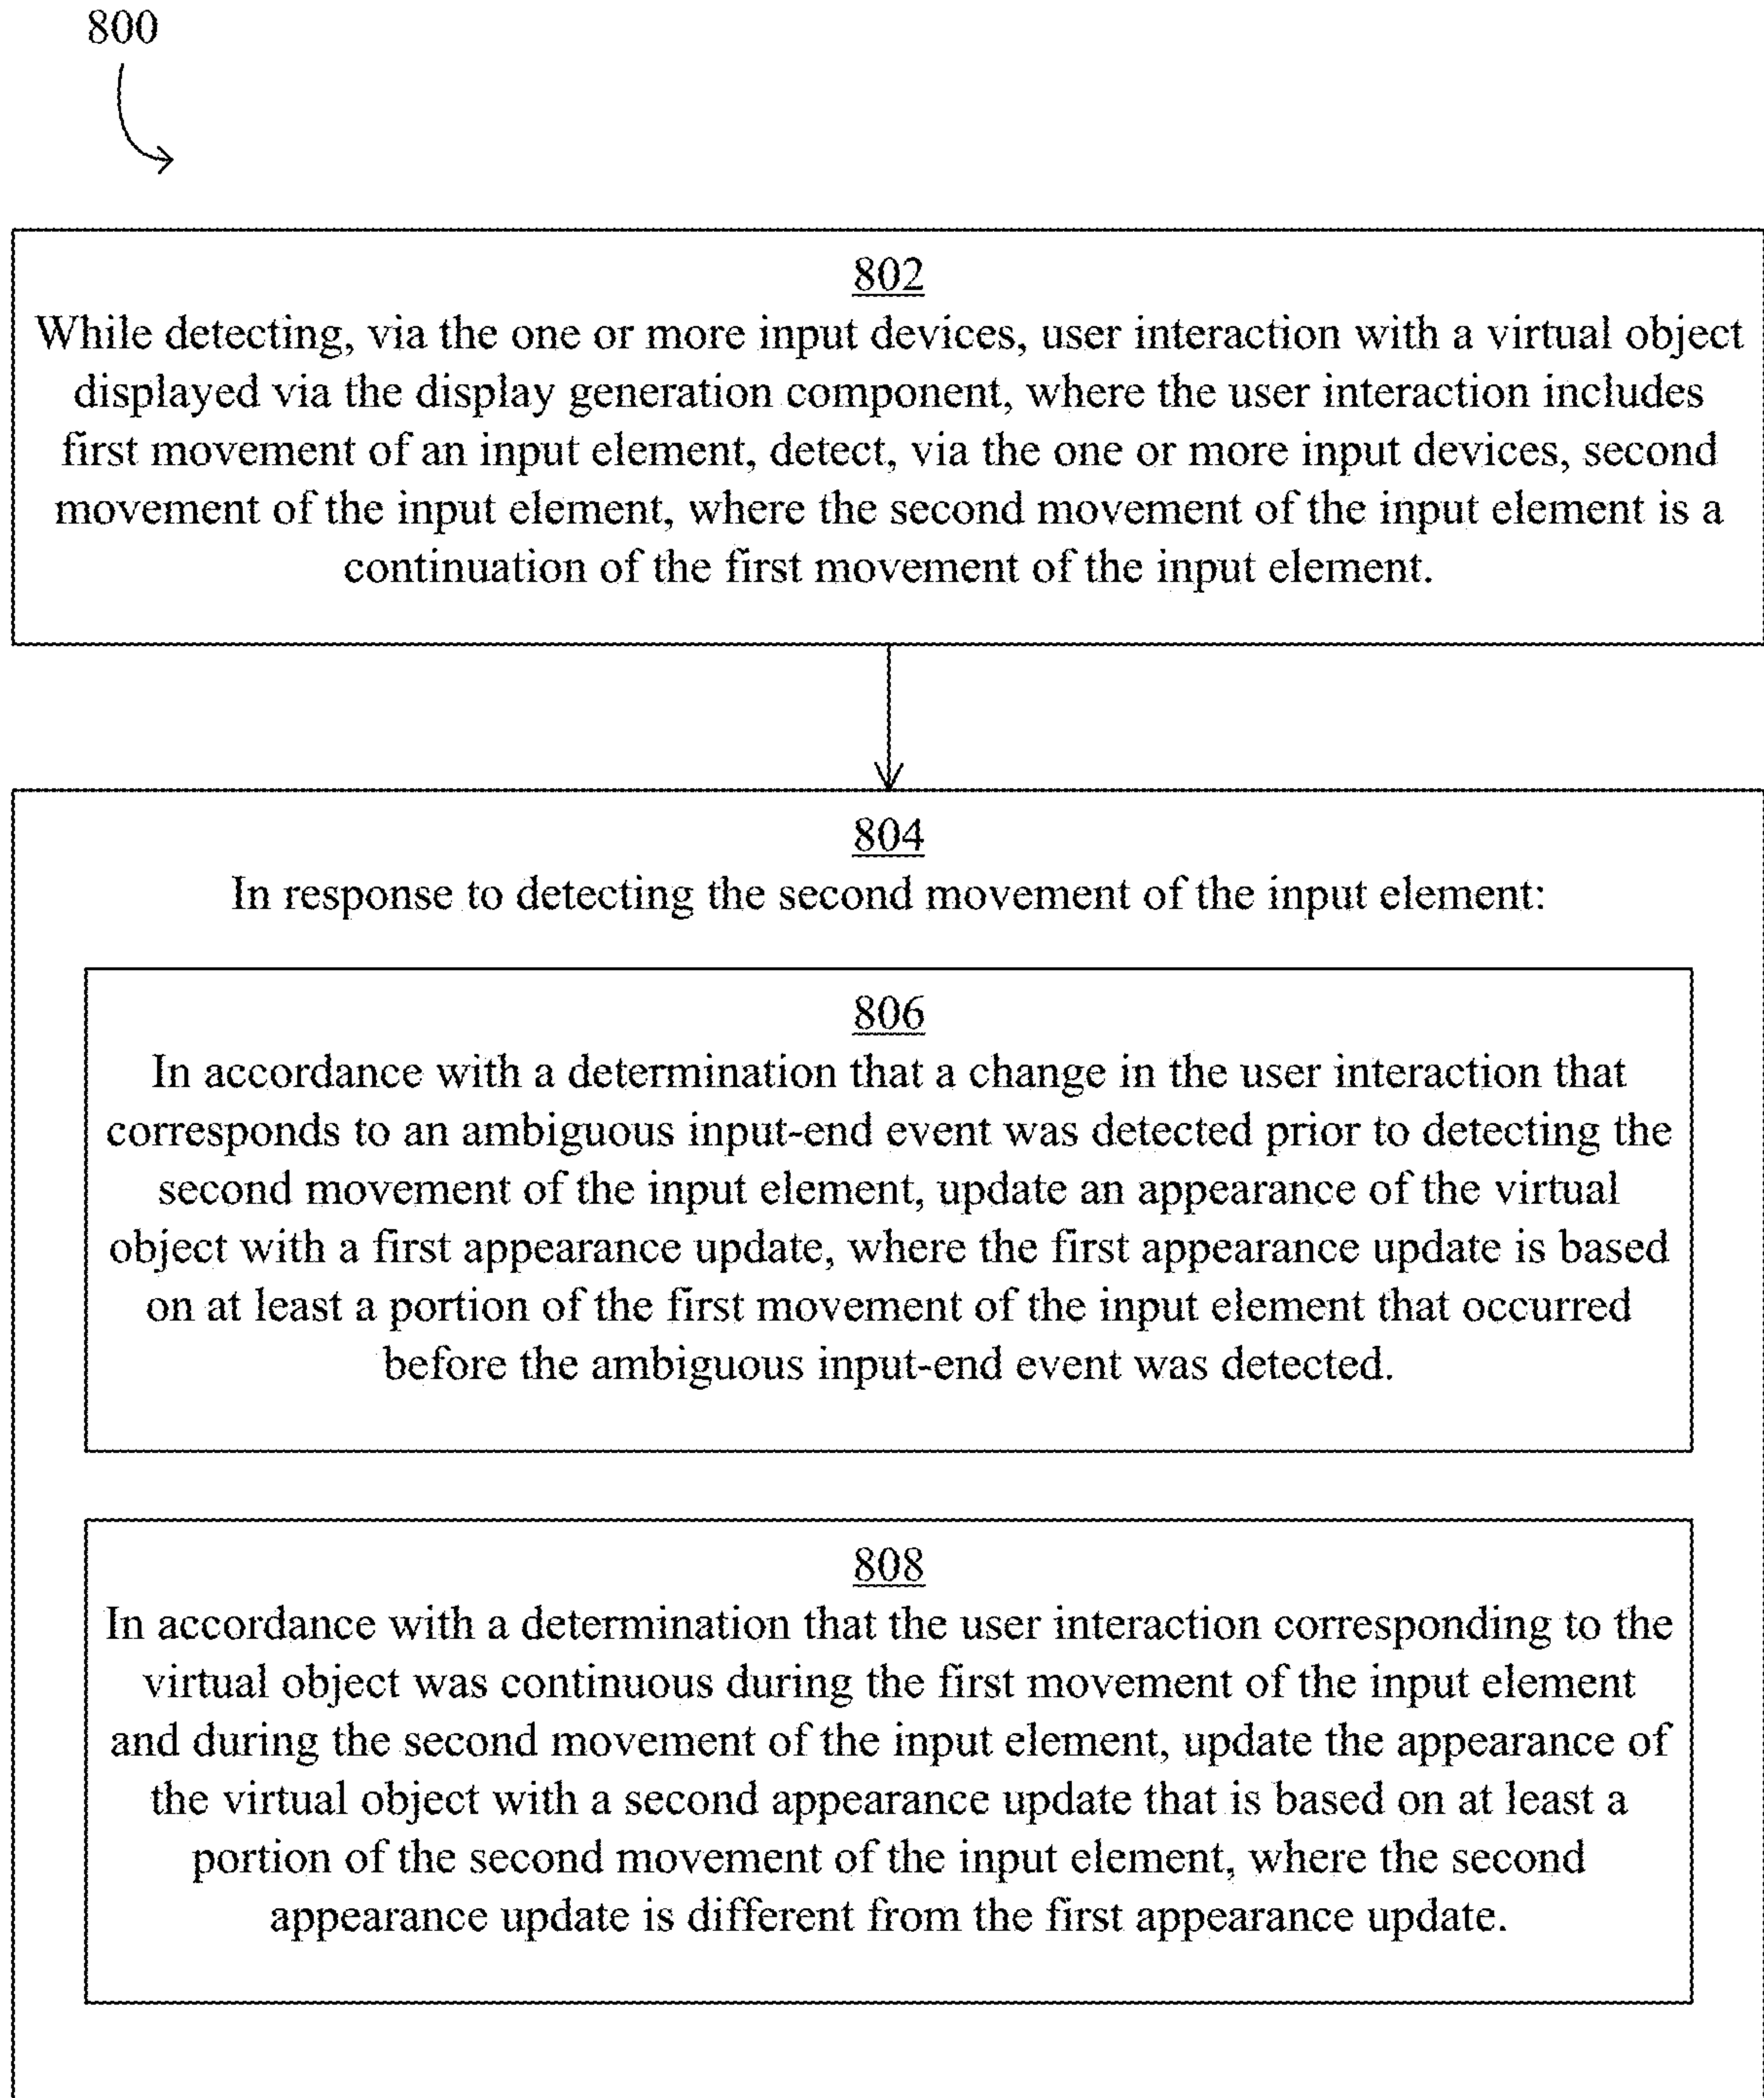 800
802
While detecting, via the one or more input devices, user interaction with a virtual object
displayed via the display generation component, where the user interaction includes
first movement of an input element, detect, via the one or more input devices, second
movement of the input element, where the second movement of the input element is a
continuation of the first movement of the input element.
804
In response to detecting the second movement of the input element:
806
In accordance with a determination that a change in the user interaction that
corresponds to an ambiguous input-end event was detected prior to detecting the
second movement of the input element, update an appearance of the virtual
object with a first appearance update, where the first appearance update is based
on at least a portion of the first movement of the input element that occurred
before the ambiguous input-end event was detected.
808
In accordance with a determination that the user interaction corresponding to the
virtual object was continuous during the first movement of the input element
and during the second movement of the input element, update the appearance of
the virtual object with a second appearance update that is based on at least a
portion of the second movement of the input element, where the second
appearance update is different from the first appearance update.